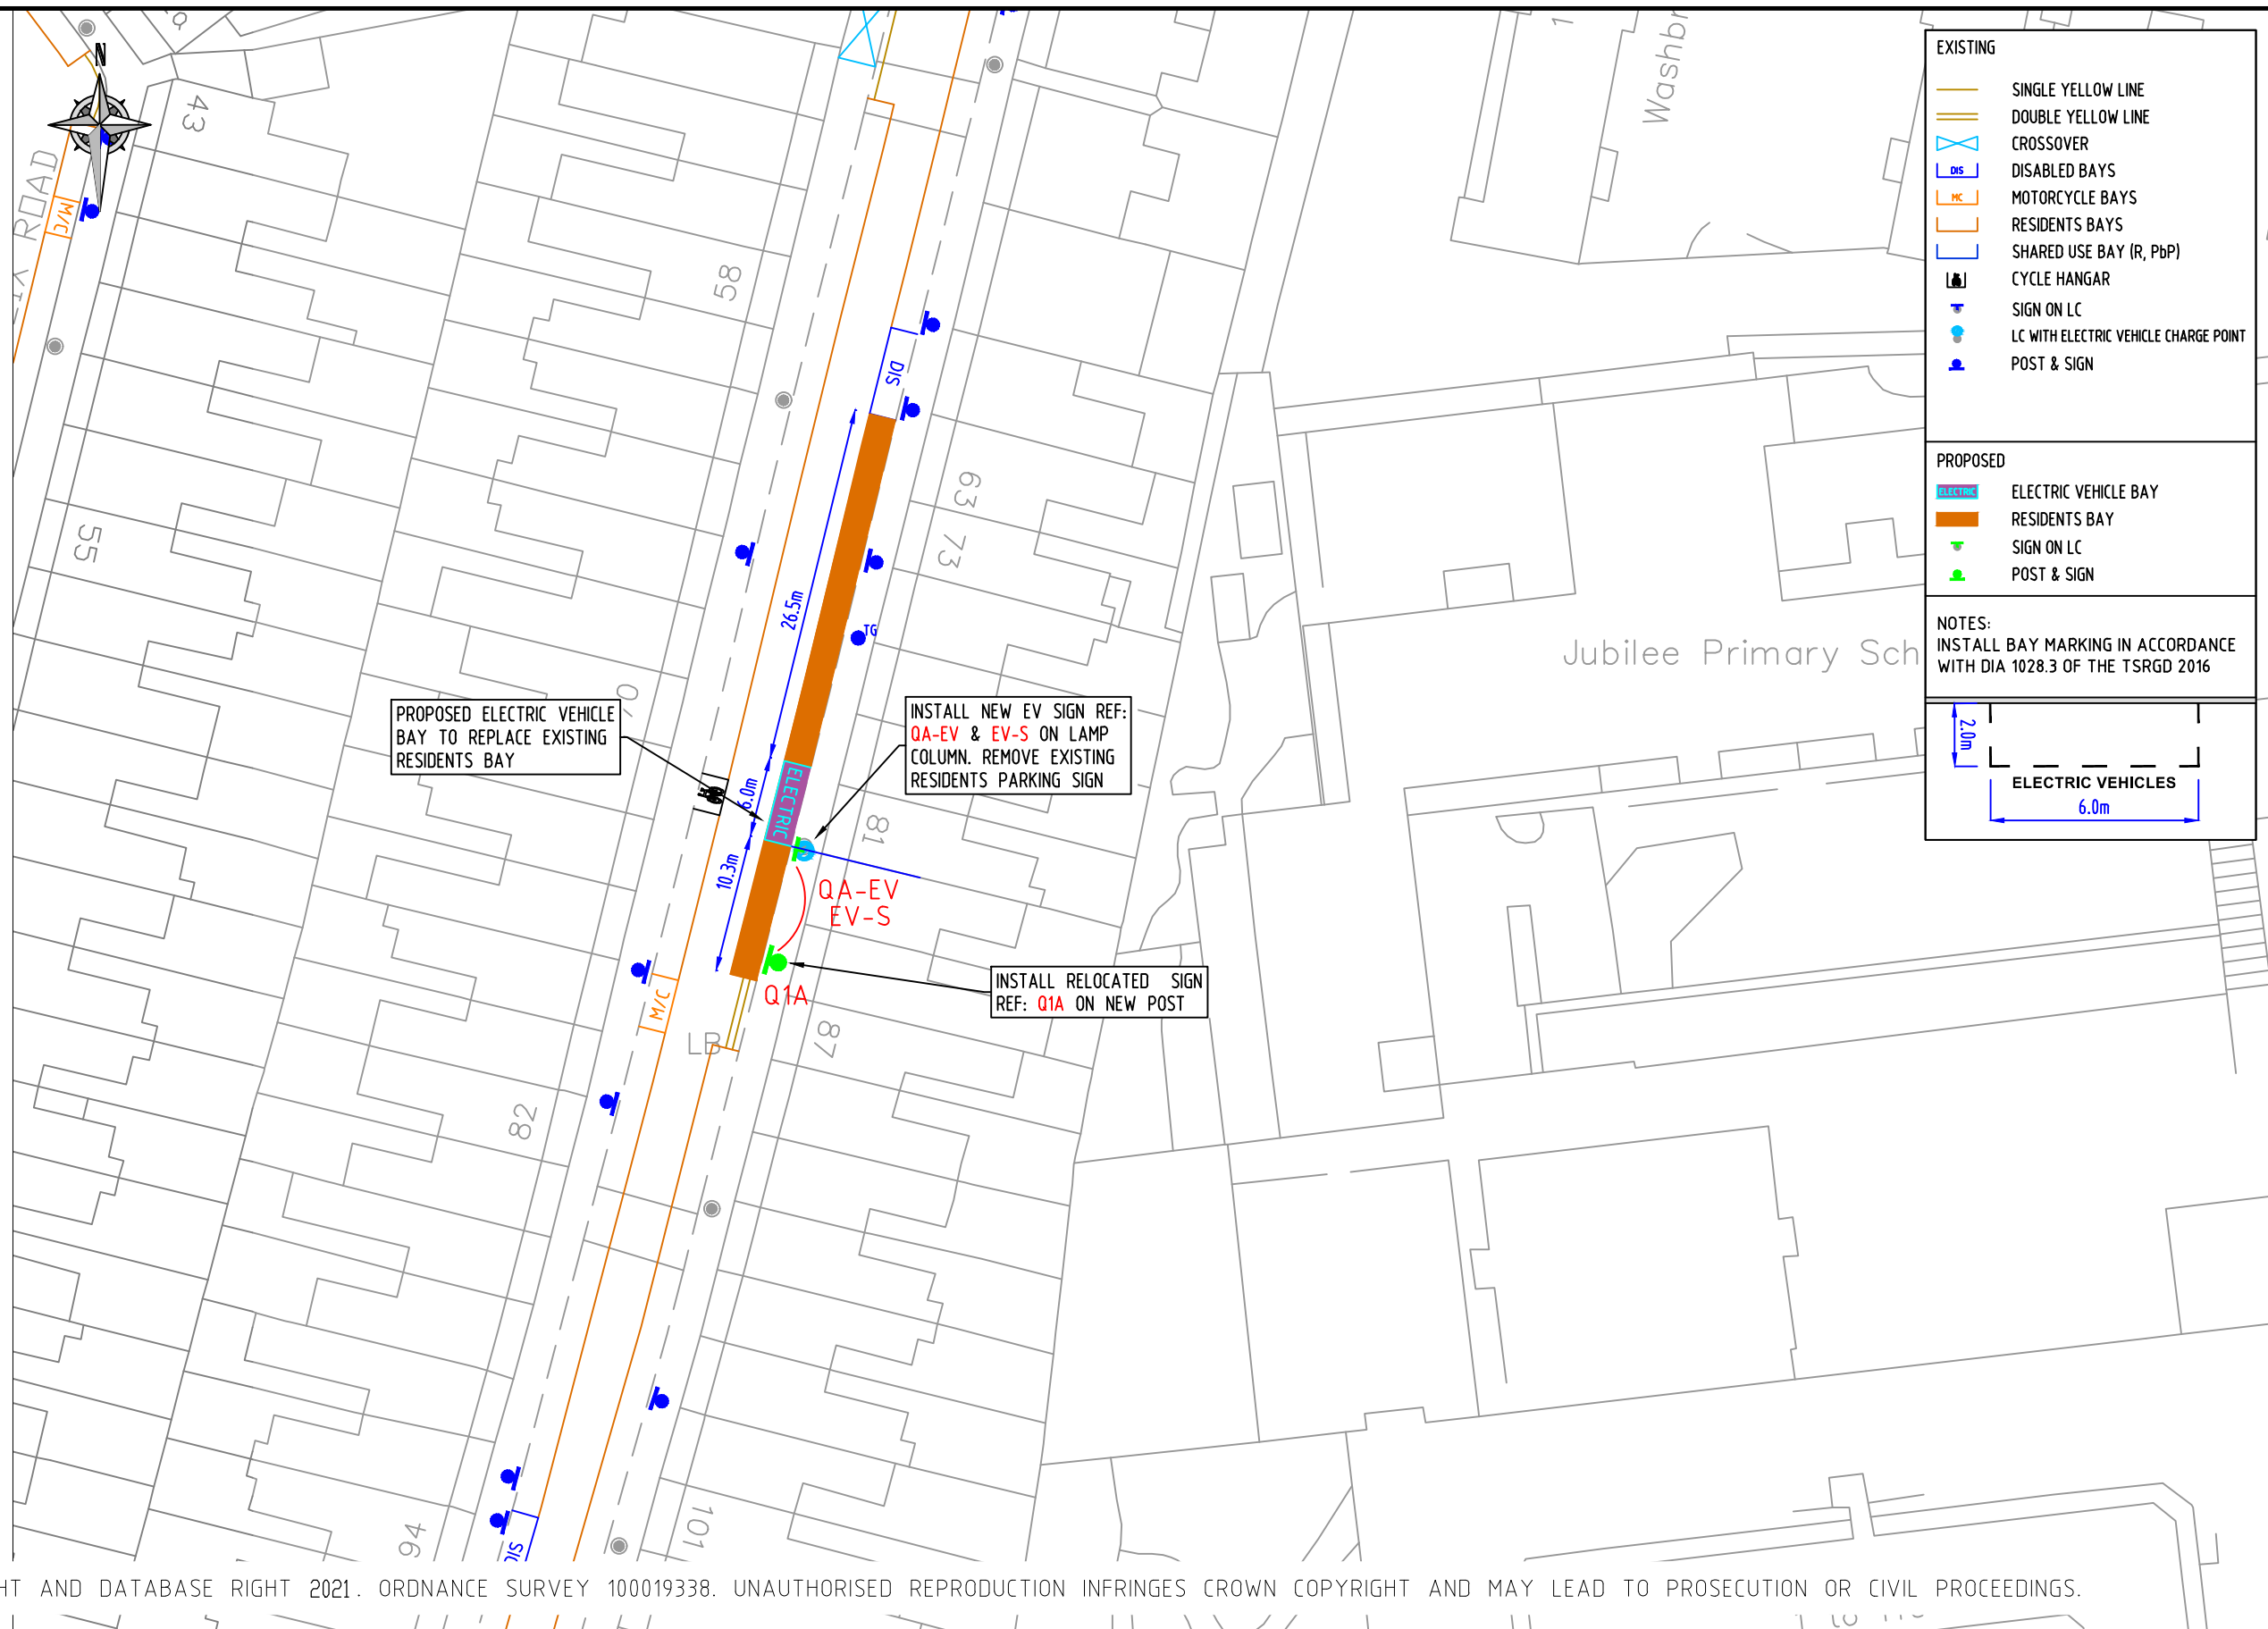 N
43
ROAD
M/C
55
58
DIS
63
73
26.5m
TG
PROPOSED ELECTRIC VEHICLE
BAY TO REPLACE EXISTING
RESIDENTS BAY
INSTALL NEW EV SIGN REF:
QA-EV & EV-S ON LAMP
COLUMN. REMOVE EXISTING
RESIDENTS PARKING SIGN
6.0m
ELECTRIC
81
10.3m
QA-EV
EV-S
INSTALL RELOCATED SIGN
REF: Q1A ON NEW POST
Q1A
M/C
LB
87
82
94
101
Washbr
Jubilee Primary Sch
EXISTING
SINGLE YELLOW LINE
DOUBLE YELLOW LINE
CROSSOVER
DIS DISABLED BAYS
MC MOTORCYCLE BAYS
RESIDENTS BAYS
SHARED USE BAY (R, PbP)
CYCLE HANGAR
SIGN ON LC
LC WITH ELECTRIC VEHICLE CHARGE POINT
POST & SIGN
PROPOSED
ELECTRIC ELECTRIC VEHICLE BAY
RESIDENTS BAY
SIGN ON LC
POST & SIGN
NOTES:
INSTALL BAY MARKING IN ACCORDANCE
WITH DIA 1028.3 OF THE TSRGD 2016
2.0m
ELECTRIC VEHICLES
6.0m
HT AND DATABASE RIGHT 2021. ORDNANCE SURVEY 100019338. UNAUTHORISED REPRODUCTION INFRINGES CROWN COPYRIGHT AND MAY LEAD TO PROSECUTION OR CIVIL PROCEEDINGS.